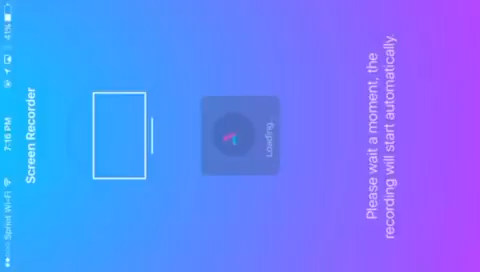 Sprint Wi-Fi 7:16 PM 41%
Screen Recorder
Loading..
Please wait a moment, the
recording will start automatically.